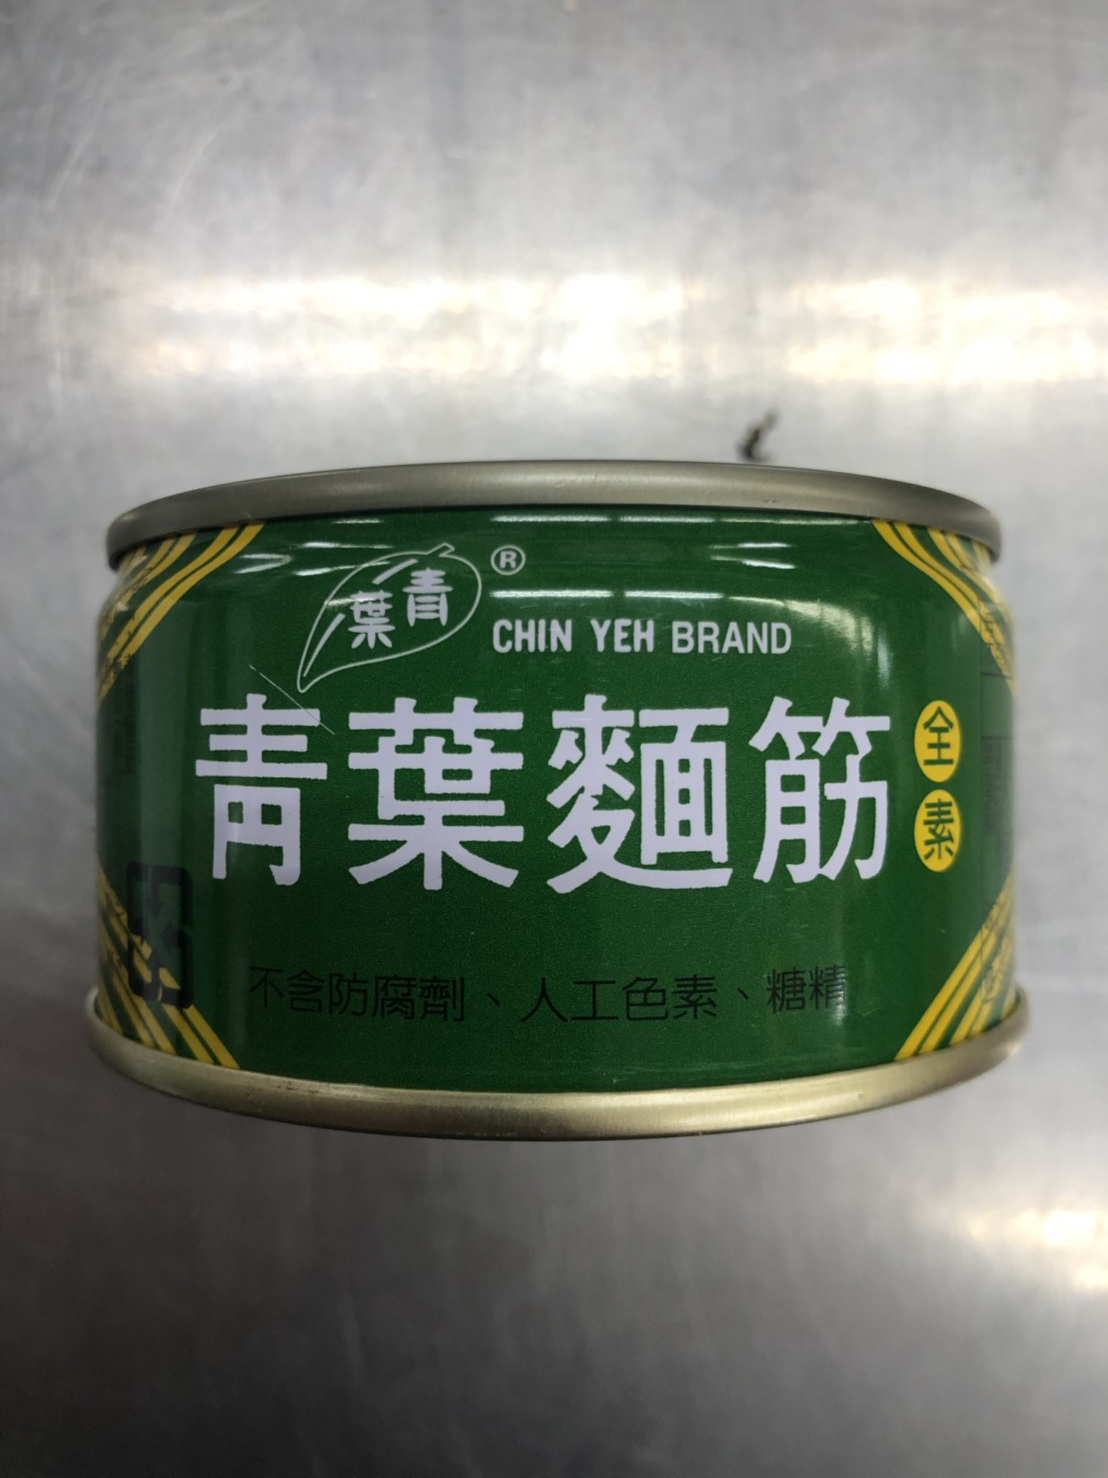 青葉
®
CHIN YEH BRAND
青葉麵筋
全素
不含防腐劑、人工色素、糖精